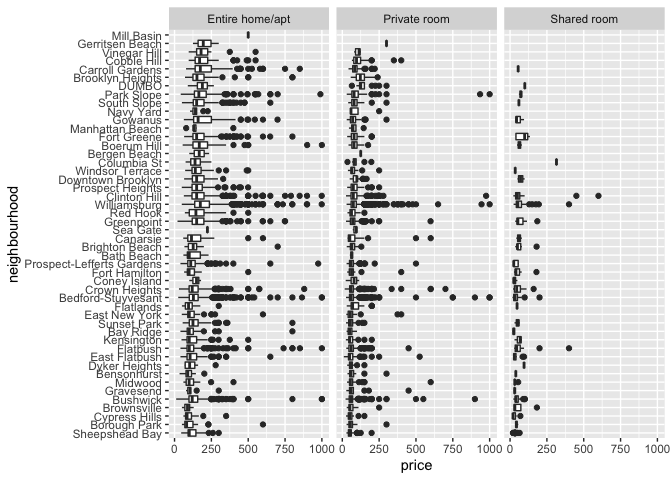 Entire home/apt
Private room
Shared room
Mill Basin
Gerritsen Beach
Vinegar Hill
Cobble Hill
Carroll Gardens
Brooklyn Heights
DUMBO
Park Slope
South Slope
Navy Yard
Gowanus
Manhattan Beach
Fort Greene
Boerum Hill
Bergen Beach
Columbia St
Windsor Terrace
Downtown Brooklyn
Prospect Heights
Clinton Hill
Williamsburg
Red Hook
Greenpoint
Sea Gate
Canarsie
Brighton Beach
Bath Beach
Prospect-Lefferts Gardens
Fort Hamilton
Coney Island
Crown Heights
Bedford-Stuyvesant
Flatlands
East New York
Sunset Park
Bay Ridge
Kensington
Flatbush
East Flatbush
Dyker Heights
Bensonhurst
Midwood
Gravesend
Bushwick
Brownsville
Cypress Hills
Borough Park
Sheepshead Bay
neighbourhood
0 250 500 750 1000
0 250 500 750 1000
0 250 500 750 1000
price